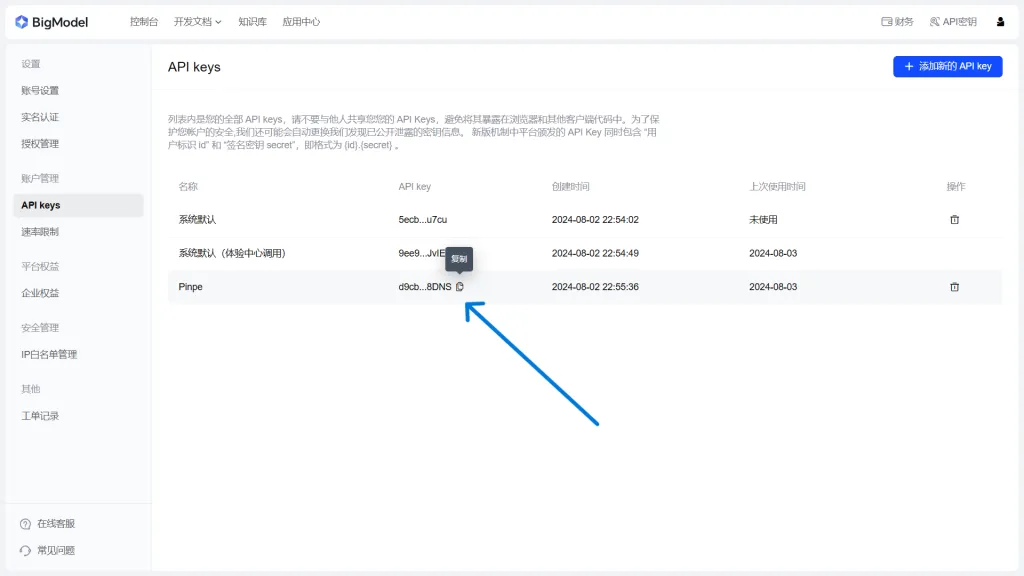 BigModel 控制台 开发文档 知识库 应用中心 财务 API密钥
设置
账号设置
实名认证
授权管理
账户管理
API keys
速率限制
平台权益
企业权益
安全管理
IP白名单管理
其他
工单记录
在线客服
常见问题
API keys
添加新的 API key
列表内是您的全部 API keys，请不要与他人共享您您的 API Keys，避免将其暴露在浏览器和其他客户端代码中。为了保
护您帐户的安全,我们还可能会自动更换我们发现已公开泄露的密钥信息。 新版机制中平台颁发的 API Key 同时包含 “用
户标识 id” 和 “签名密钥 secret”，即格式为 {id}.{secret} 。
名称 API key 创建时间 上次使用时间 操作
系统默认 5ecb...u7cu 2024-08-02 22:54:02 未使用
系统默认（体验中心调用） 9ee9...JvIE 2024-08-02 22:54:49 2024-08-03
复制
Pinpe d9cb...8DNS 2024-08-02 22:55:36 2024-08-03